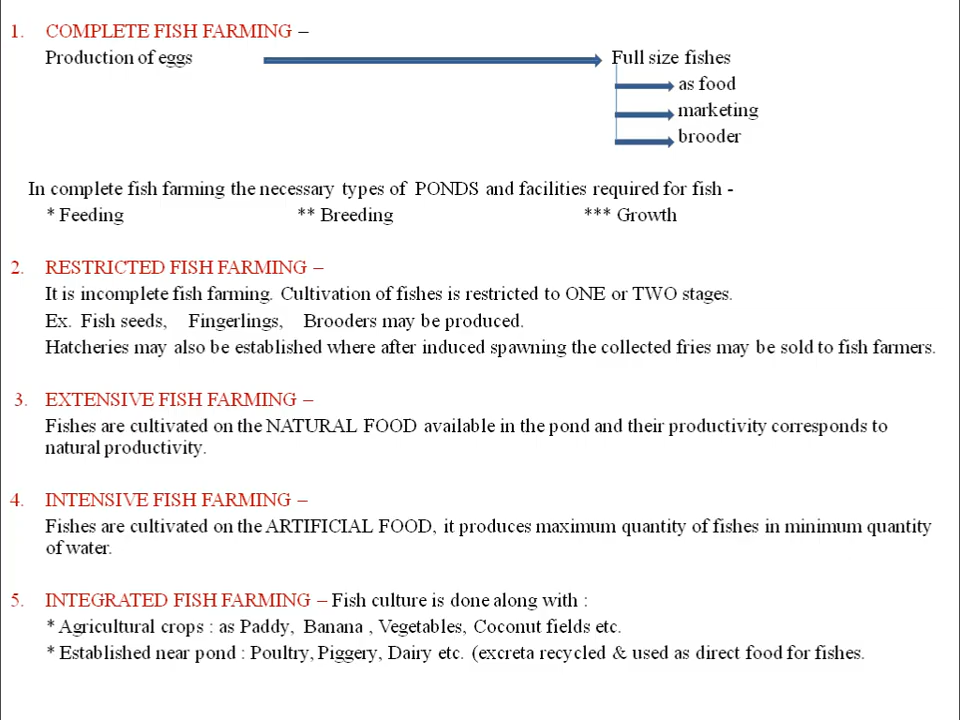 1. COMPLETE FISH FARMING –
Production of eggs Full size fishes
as food
marketing
brooder
In complete fish farming the necessary types of PONDS and facilities required for fish -
* Feeding ** Breeding *** Growth
2. RESTRICTED FISH FARMING –
It is incomplete fish farming. Cultivation of fishes is restricted to ONE or TWO stages.
Ex. Fish seeds, Fingerlings, Brooders may be produced.
Hatcheries may also be established where after induced spawning the collected fries may be sold to fish farmers.
3. EXTENSIVE FISH FARMING –
Fishes are cultivated on the NATURAL FOOD available in the pond and their productivity corresponds to
natural productivity.
4. INTENSIVE FISH FARMING –
Fishes are cultivated on the ARTIFICIAL FOOD, it produces maximum quantity of fishes in minimum quantity
of water.
5. INTEGRATED FISH FARMING – Fish culture is done along with :
* Agricultural crops : as Paddy, Banana , Vegetables, Coconut fields etc.
* Established near pond : Poultry, Piggery, Dairy etc. (excreta recycled & used as direct food for fishes.